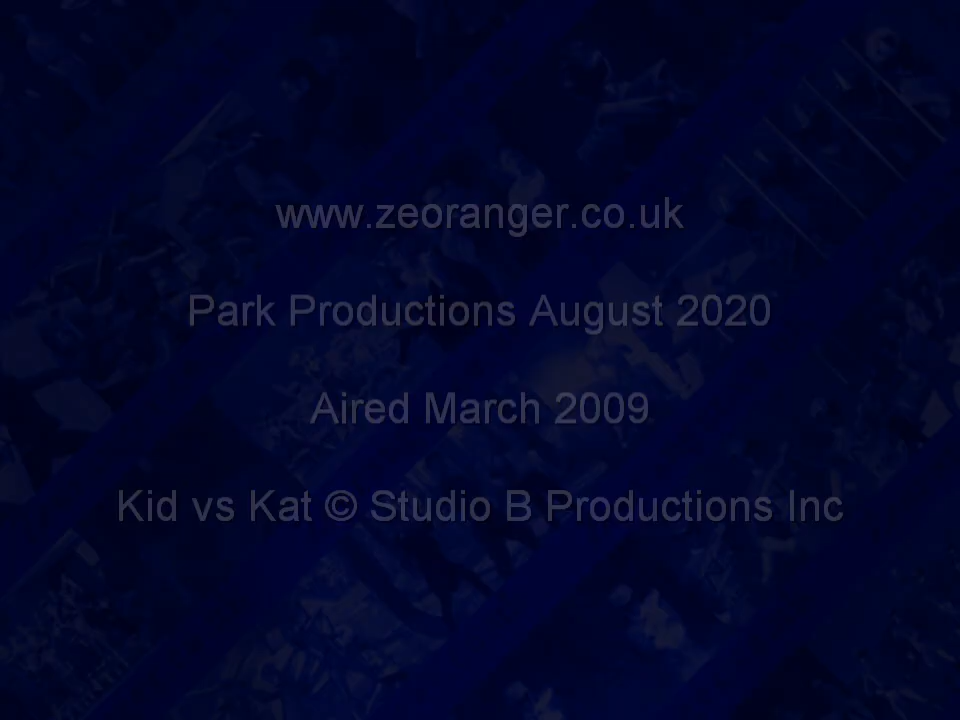 www.zeoranger.co.uk
Park Productions August 2020
Aired March 2009
Kid vs Kat © Studio B Productions Inc